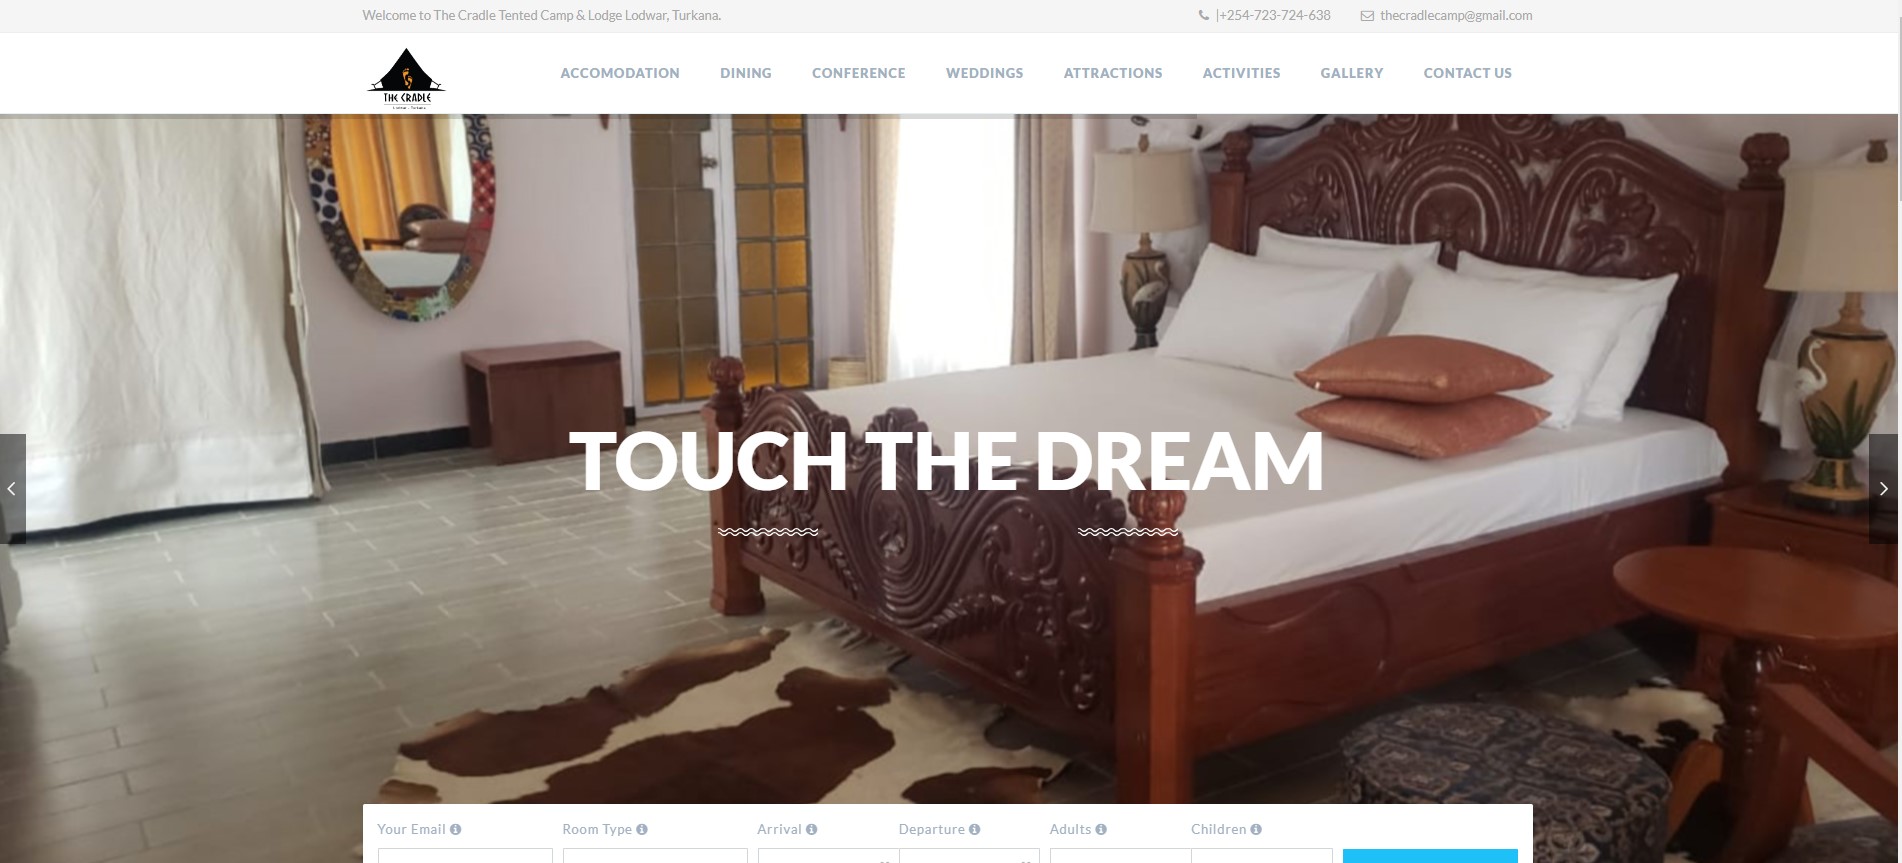 Welcome to The Cradle Tented Camp & Lodge Lodwar, Turkana.
|+254-723-724-638
thecradlecamp@gmail.com
THE CRADLE
ACCOMODATION
DINING
CONFERENCE
WEDDINGS
ATTRACTIONS
ACTIVITIES
GALLERY
CONTACT US
TOUCH THE DREAM
Your Email
Room Type
Arrival
Departure
Adults
Children